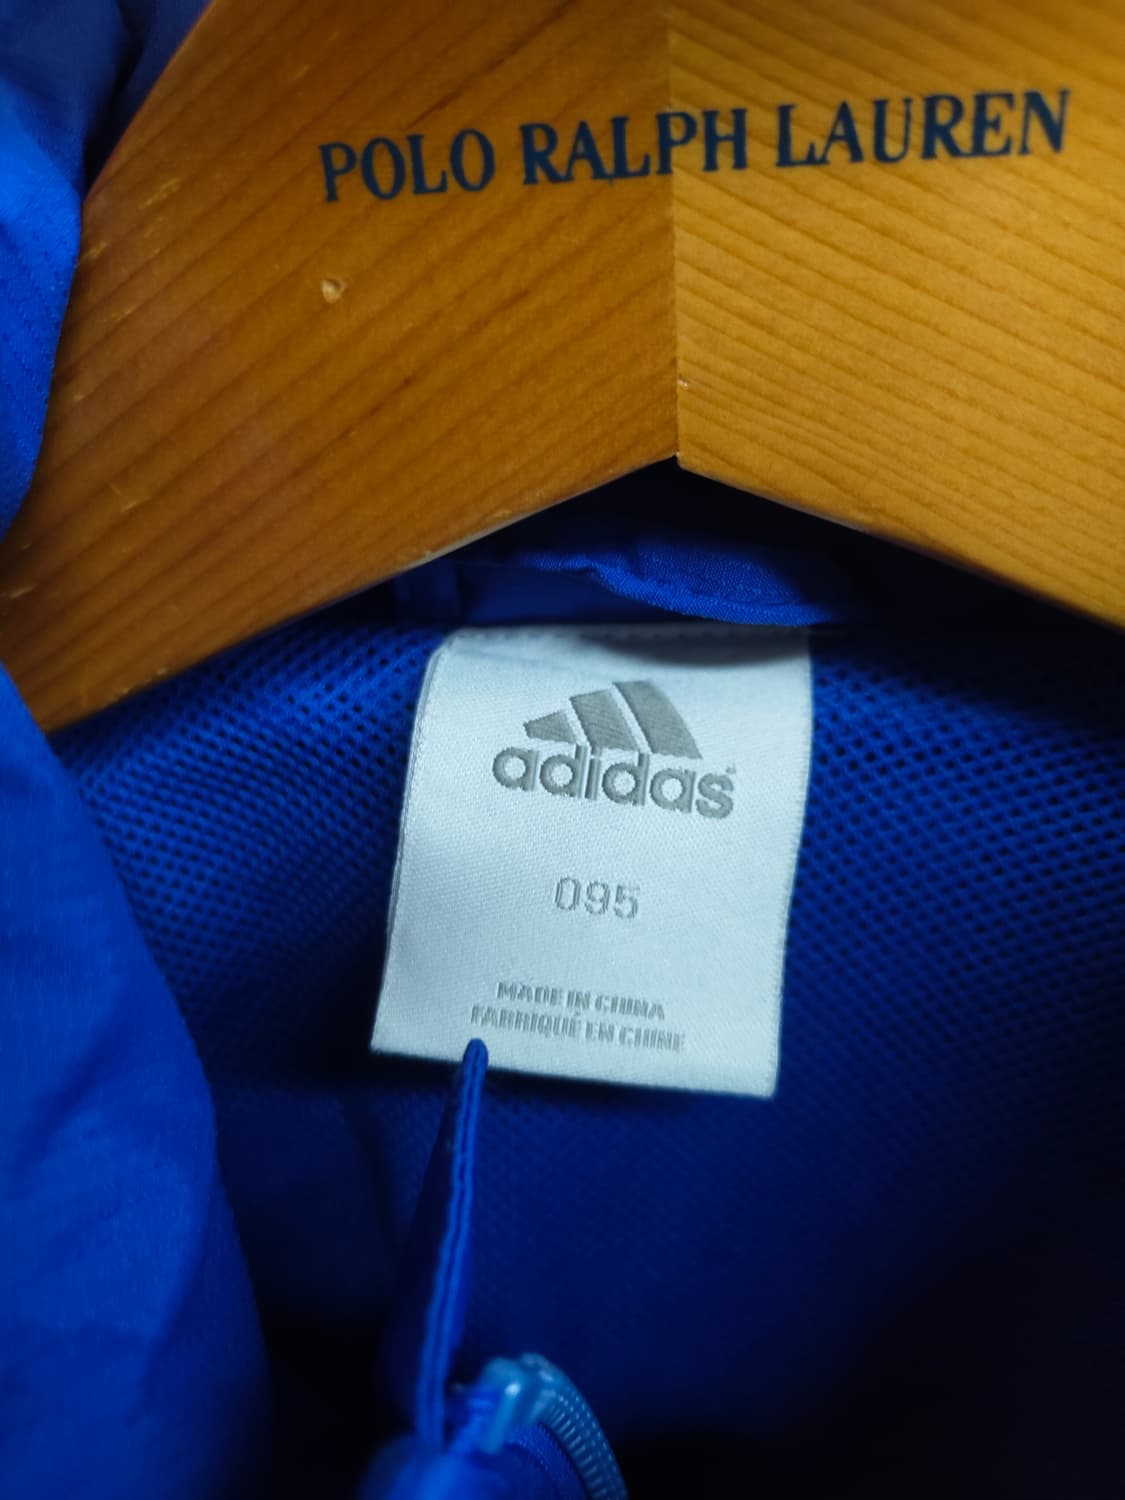 POLO RALPH LAUREN
adidas
095
MADE IN CHINA
FABRIQUÉ EN CHINE